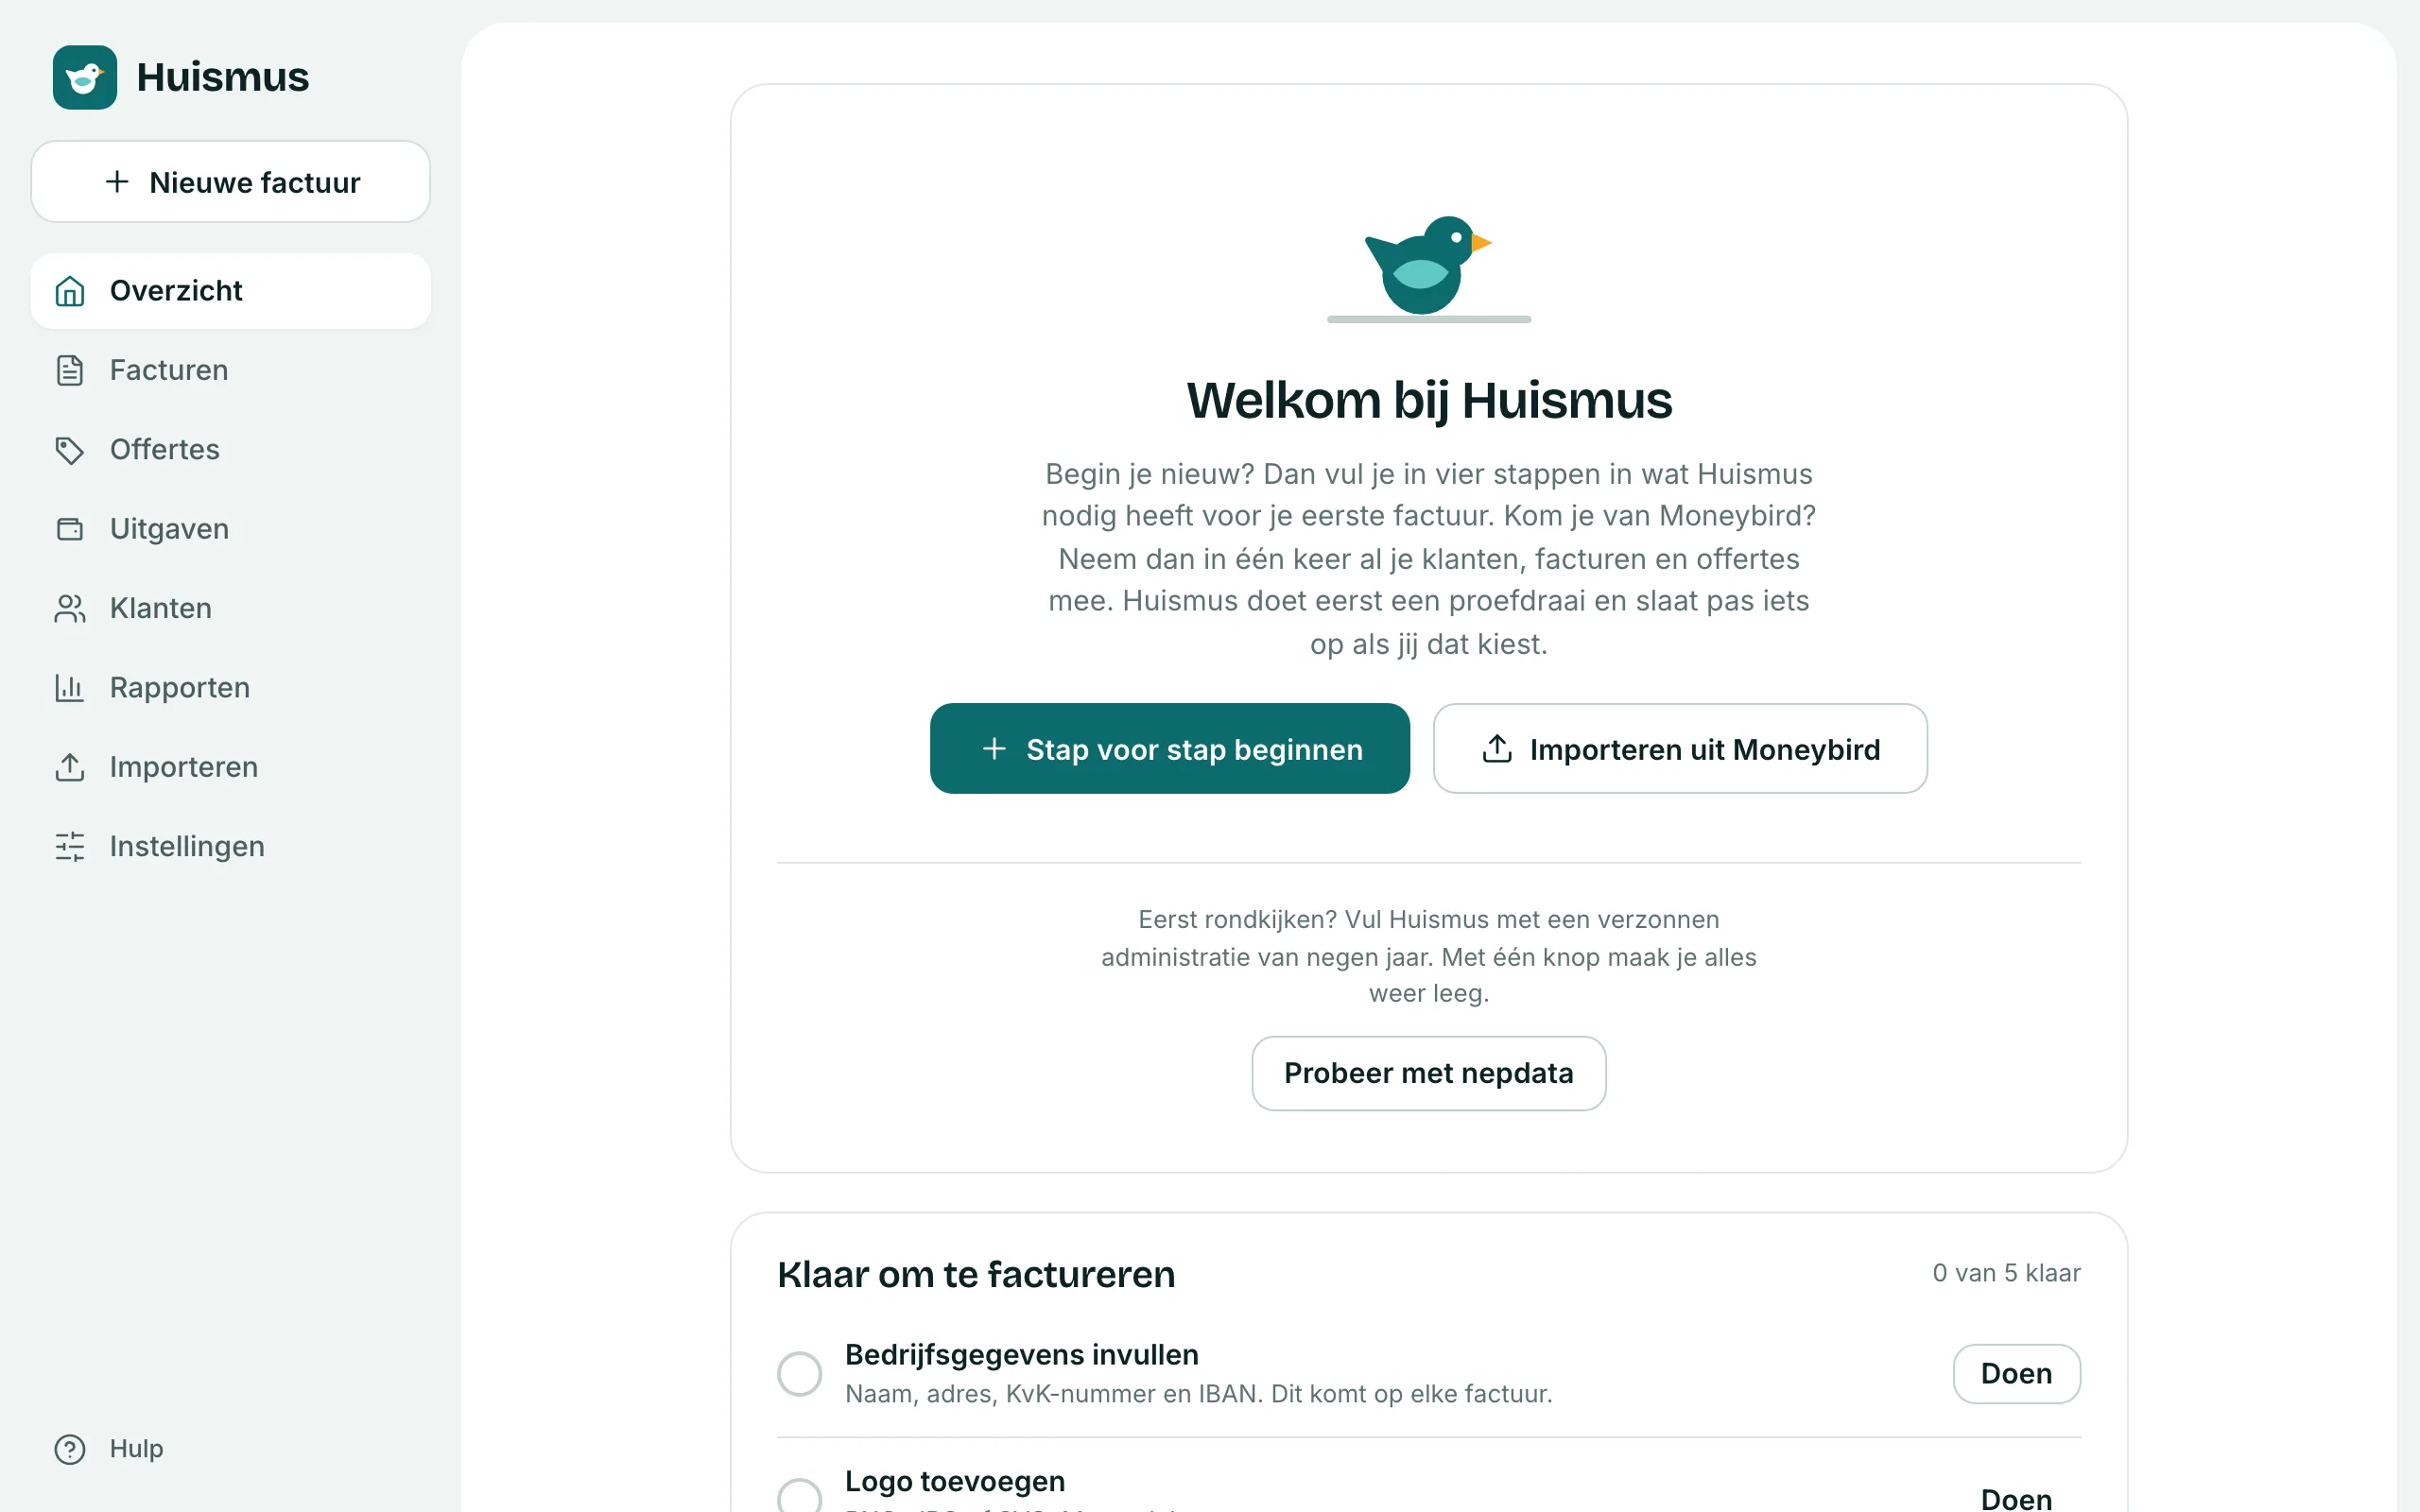 Huismus
Nieuwe factuur
Overzicht
Facturen
Offertes
Uitgaven
Klanten
Rapporten
Importeren
Instellingen
Hulp
Welkom bij Huismus
Begin je nieuw? Dan vul je in vier stappen in wat Huismus
nodig heeft voor je eerste factuur. Kom je van Moneybird?
Neem dan in één keer al je klanten, facturen en offertes
mee. Huismus doet eerst een proefdraai en slaat pas iets
op als jij dat kiest.
Stap voor stap beginnen
Importeren uit Moneybird
Eerst rondkijken? Vul Huismus met een verzonnen
administratie van negen jaar. Met één knop maak je alles
weer leeg.
Probeer met nepdata
Klaar om te factureren
0 van 5 klaar
Bedrijfsgegevens invullen
Naam, adres, KvK-nummer en IBAN. Dit komt op elke factuur.
Doen
Logo toevoegen
Doen